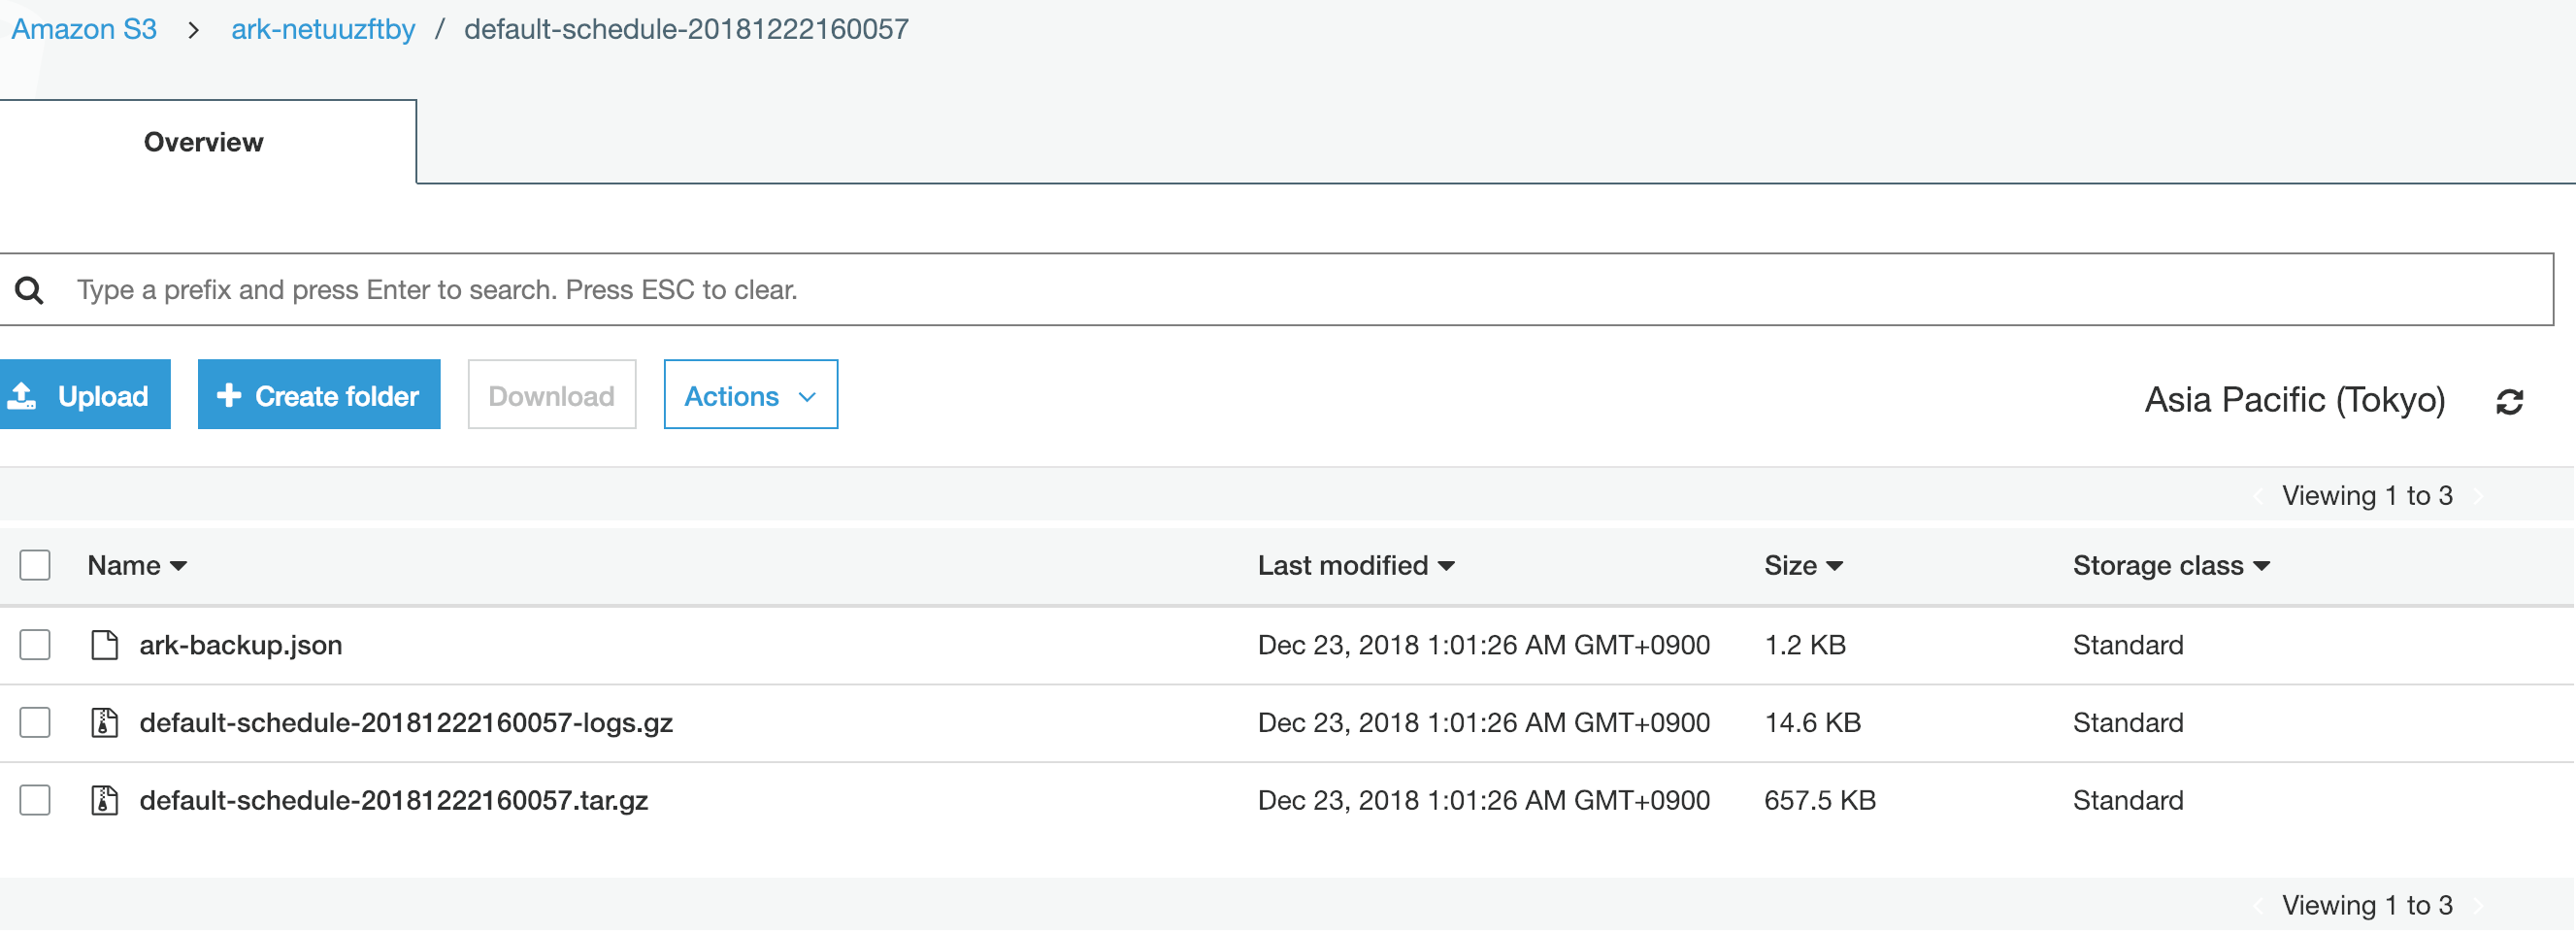 Amazon S3 > ark-netuuzftby / default-schedule-20181222160057
Overview
Type a prefix and press Enter to search. Press ESC to clear.
Upload Create folder Download Actions Asia Pacific (Tokyo)
Viewing 1 to 3
Name Last modified Size Storage class
ark-backup.json Dec 23, 2018 1:01:26 AM GMT+0900 1.2 KB Standard
default-schedule-20181222160057-logs.gz Dec 23, 2018 1:01:26 AM GMT+0900 14.6 KB Standard
default-schedule-20181222160057.tar.gz Dec 23, 2018 1:01:26 AM GMT+0900 657.5 KB Standard
Viewing 1 to 3